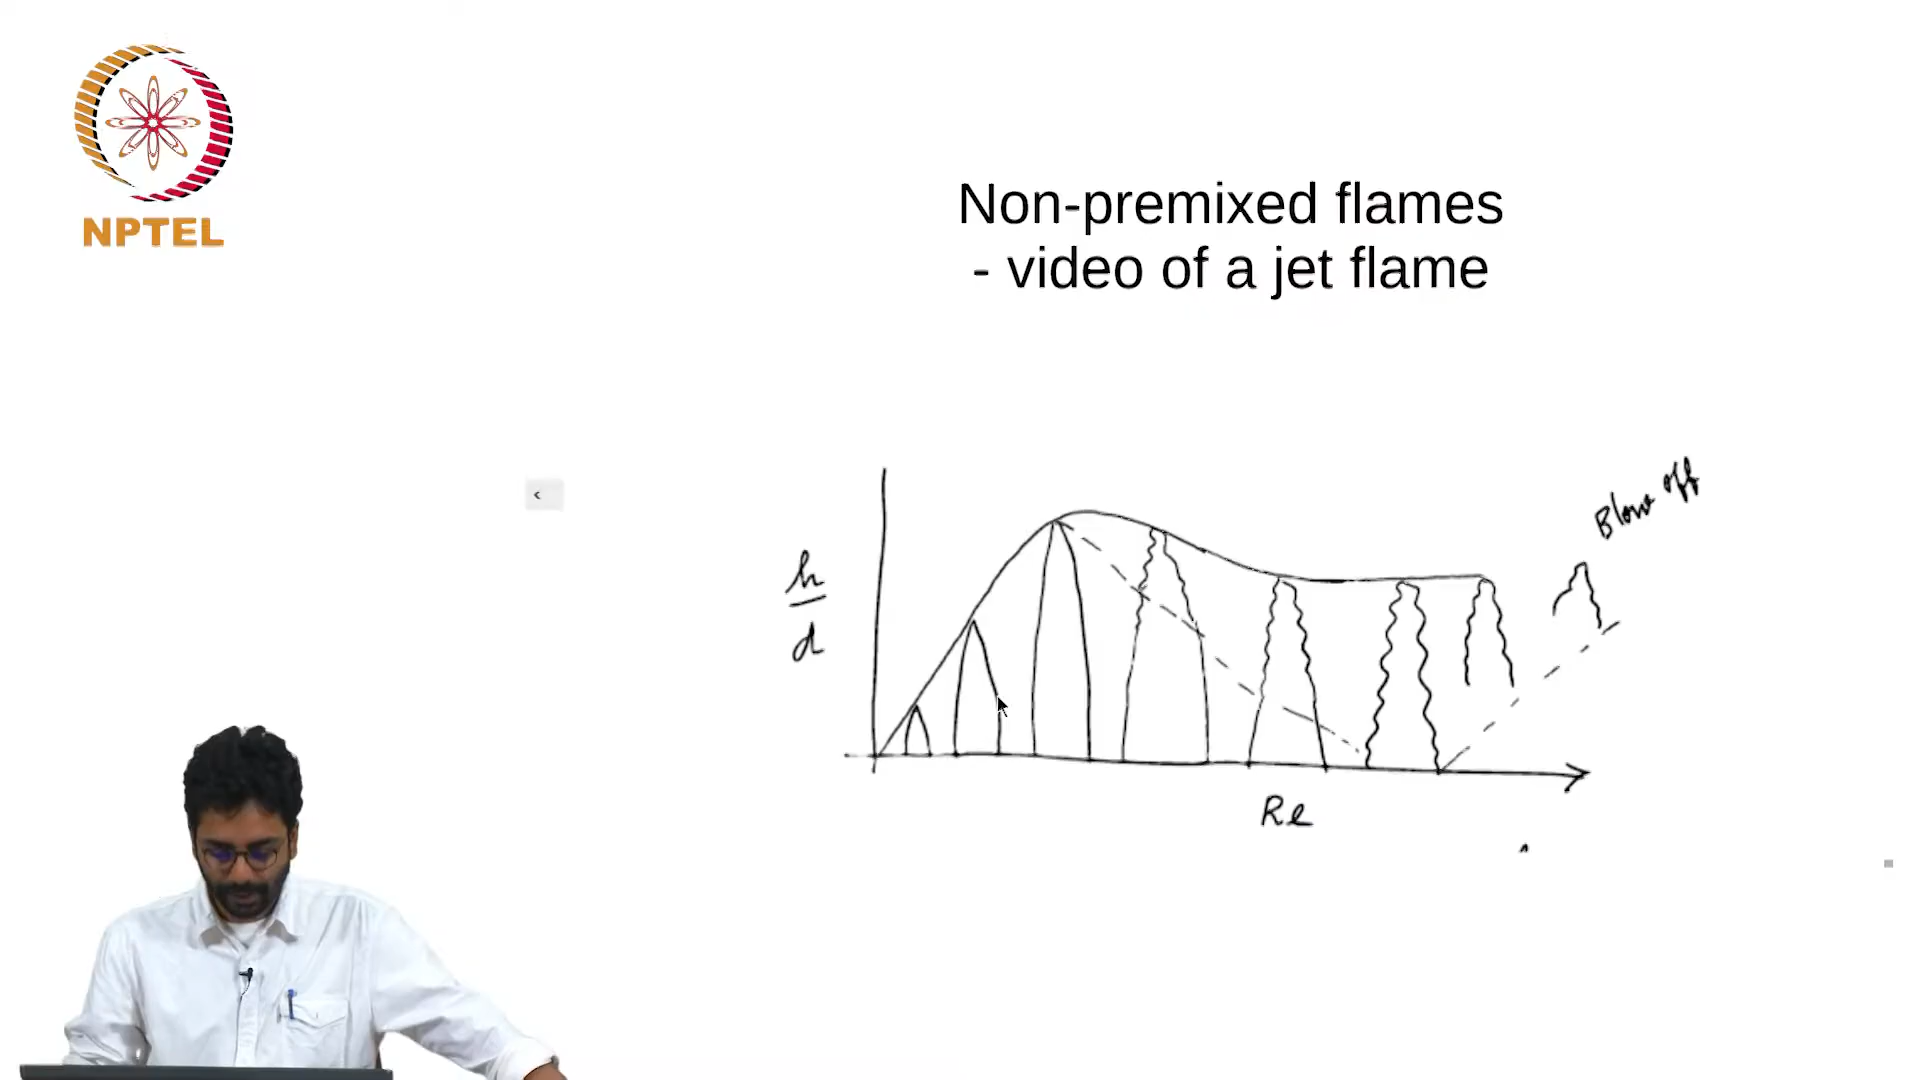 NPTEL
Non-premixed flames
- video of a jet flame
<
Blow off
h
d
Re